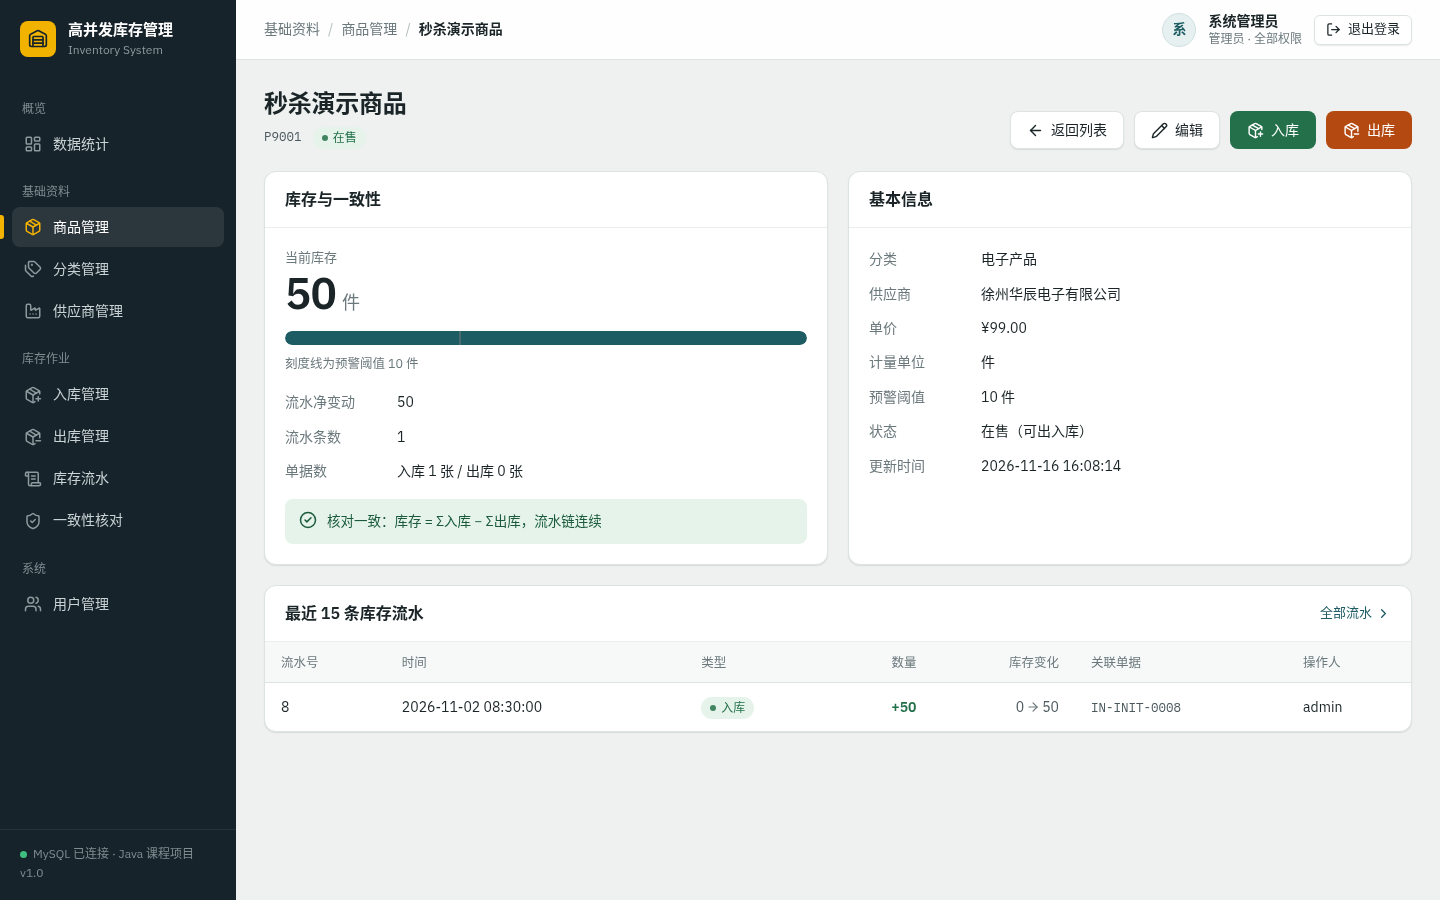 高并发库存管理
Inventory System
概览
数据统计
基础资料
商品管理
分类管理
供应商管理
库存作业
入库管理
出库管理
库存流水
一致性核对
系统
用户管理
MySQL 已连接 · Java 课程项目
v1.0
基础资料 / 商品管理 / 秒杀演示商品
系 系统管理员
管理员 · 全部权限
退出登录
秒杀演示商品
P9001 在售
返回列表 编辑 入库 出库
库存与一致性
当前库存
50 件
刻度线为预警阈值 10 件
流水净变动 50
流水条数 1
单据数 入库 1 张 / 出库 0 张
核对一致：库存 = Σ入库 − Σ出库，流水链连续
基本信息
分类 电子产品
供应商 徐州华辰电子有限公司
单价 ¥99.00
计量单位 件
预警阈值 10 件
状态 在售（可出入库）
更新时间 2026-11-16 16:08:14
最近 15 条库存流水 全部流水
流水号 时间 类型 数量 库存变化 关联单据 操作人
8 2026-11-02 08:30:00 入库 +50 0 → 50 IN-INIT-0008 admin